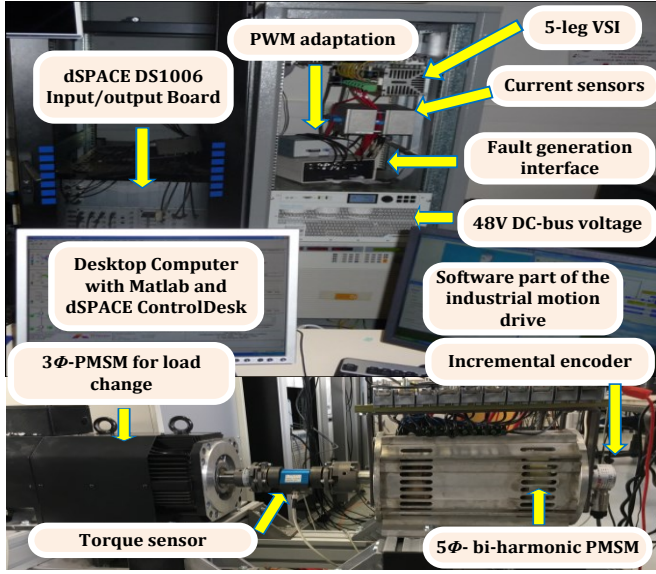 PWM adaptation
5-leg VSI
dSPACE DS1006
Input/output Board
Current sensors
Fault generation
interface
48V DC-bus voltage
Desktop Computer
with Matlab and
dSPACE ControlDesk
Software part of the
industrial motion
drive
3Φ-PMSM for load
change
Incremental encoder
Torque sensor
5Φ- bi-harmonic PMSM